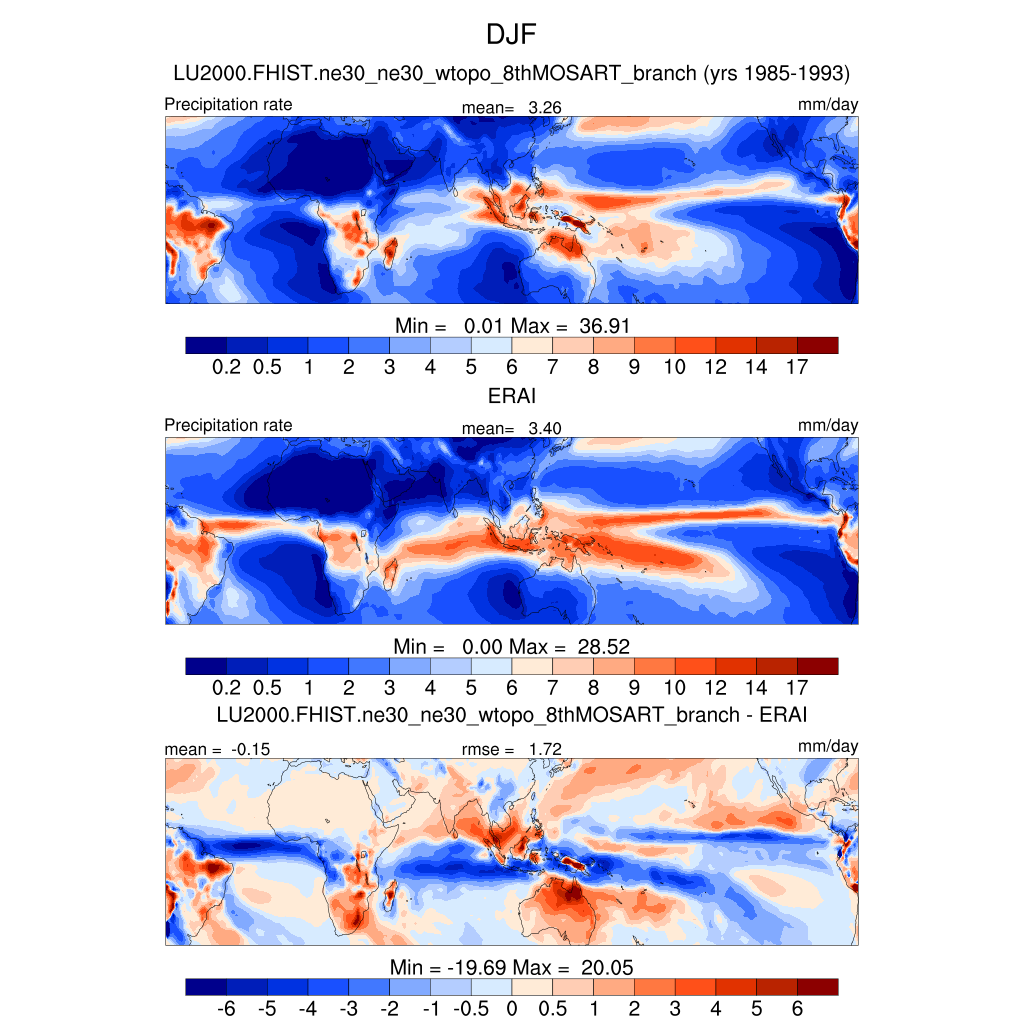 DJF
LU2000.FHIST.ne30_ne30_wtopo_8thMOSART_branch (yrs 1985-1993)
Precipitation rate mean= 3.26 mm/day
Min = 0.01 Max = 36.91
0.2 0.5 1 2 3 4 5 6 7 8 9 10 12 14 17
ERAI
Precipitation rate mean= 3.40 mm/day
Min = 0.00 Max = 28.52
0.2 0.5 1 2 3 4 5 6 7 8 9 10 12 14 17
LU2000.FHIST.ne30_ne30_wtopo_8thMOSART_branch - ERAI
mean = -0.15 rmse = 1.72 mm/day
Min = -19.69 Max = 20.05
-6 -5 -4 -3 -2 -1 -0.5 0 0.5 1 2 3 4 5 6